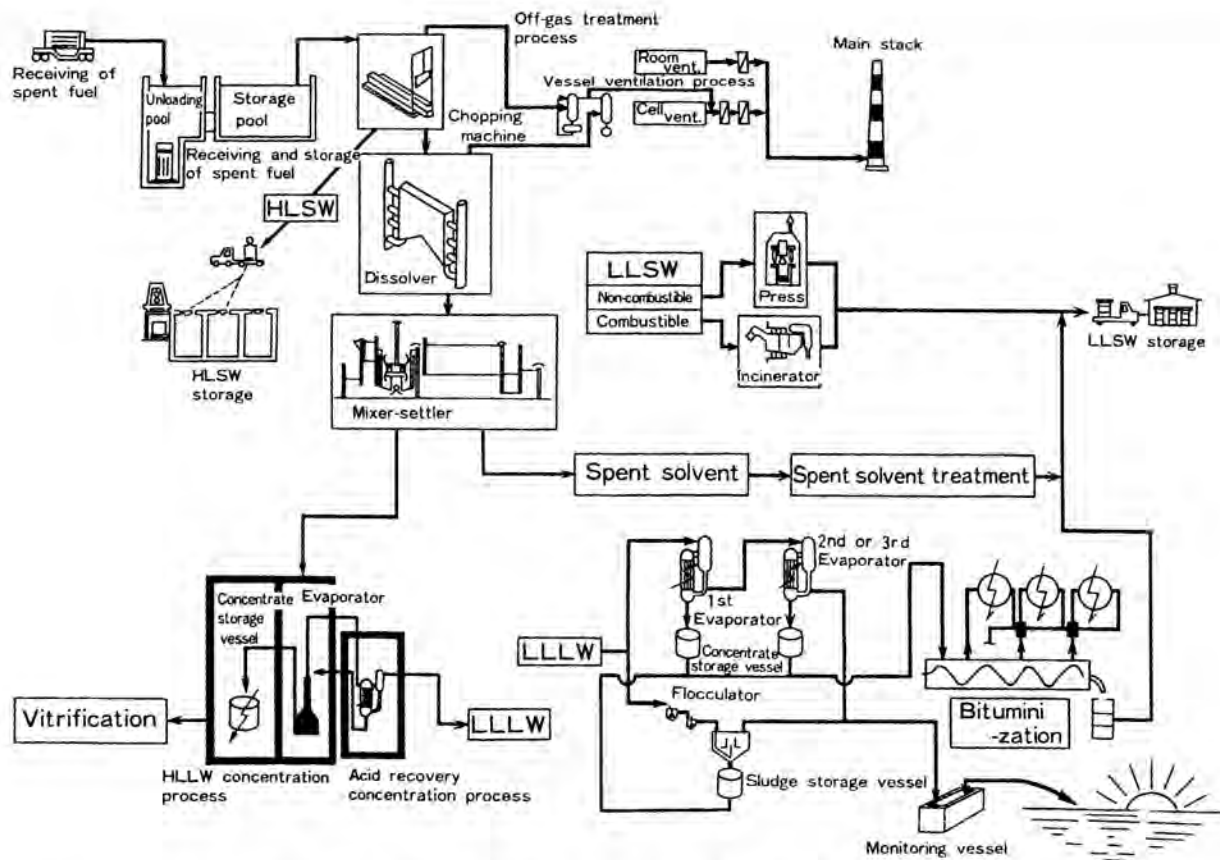 Off-gas treatment
process
Main stack
Room
vent.
Receiving of
spent fuel
Vessel ventilation process
Unloading
pool
Storage
pool
Cell
vent.
Chopping
machine
Receiving and storage
of spent fuel
HLSW
Dissolver
LLSW
Non-combustible
Combustible
Press
Incinerator
LLSW storage
HLSW
storage
Mixer-settler
Spent solvent
Spent solvent treatment
2nd or 3rd
Evaporator
1st
Evaporator
Concentrate
storage
vessel
Evaporator
LLLW
Concentrate
storage vessel
Flocculator
Vitrification
LLLW
Bitumini
-zation
HLLW concentration
process
Acid recovery
concentration process
Sludge storage vessel
Monitoring vessel